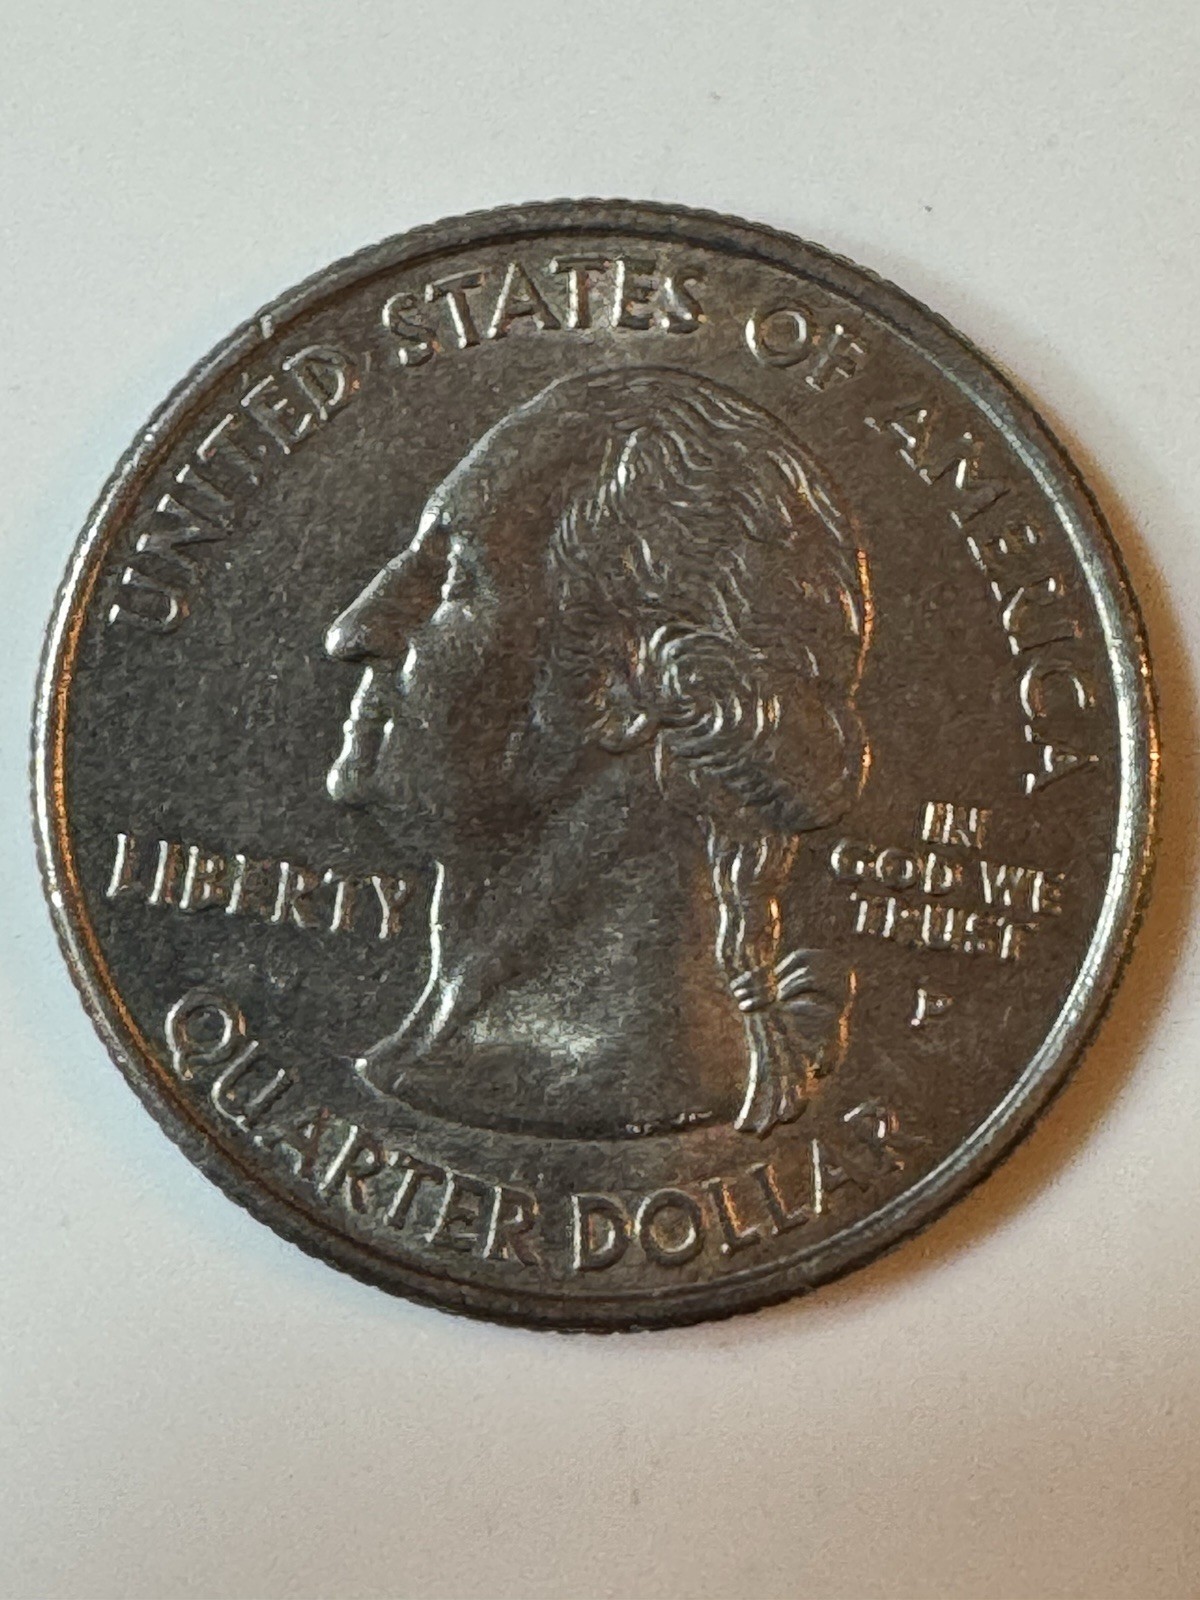 UNITED STATES OF AMERICA
LIBERTY
IN
GOD WE
TRUST
P
QUARTER DOLLAR